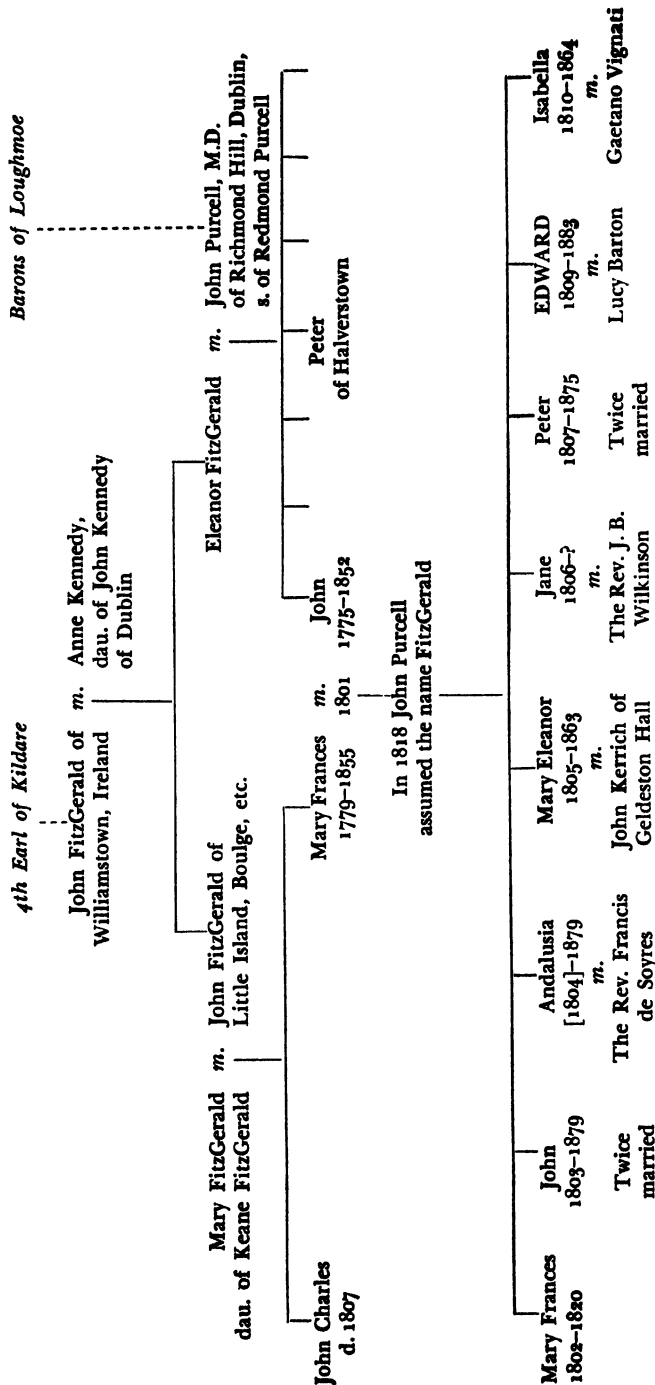 4th Earl of Kildare
Barons of Loughmoe
John FitzGerald of
Williamstown, Ireland
m.
Anne Kennedy,
dau. of John Kennedy
of Dublin
Mary FitzGerald
dau. of Keane FitzGerald
m.
John FitzGerald of
Little Island, Boulge, etc.
Eleanor FitzGerald
m.
John Purcell, M.D.
of Richmond Hill, Dublin,
s. of Redmond Purcell
John Charles
d. 1807
Mary Frances
1779–1855
m.
1801
John
1775–1852
Peter
of Halverstown
In 1818 John Purcell
assumed the name FitzGerald
Mary Frances
1802–1820
John
1803–1879
Twice
married
Andalusia
[1804]–1879
m.
The Rev. Francis
de Soyres
Mary Eleanor
1805–1863
m.
John Kerrich of
Geldeston Hall
Jane
1806–?
m.
The Rev. J. B.
Wilkinson
Peter
1807–1875
Twice
married
EDWARD
1809–1883
m.
Lucy Barton
Isabella
1810–1864
m.
Gaetano Vignati